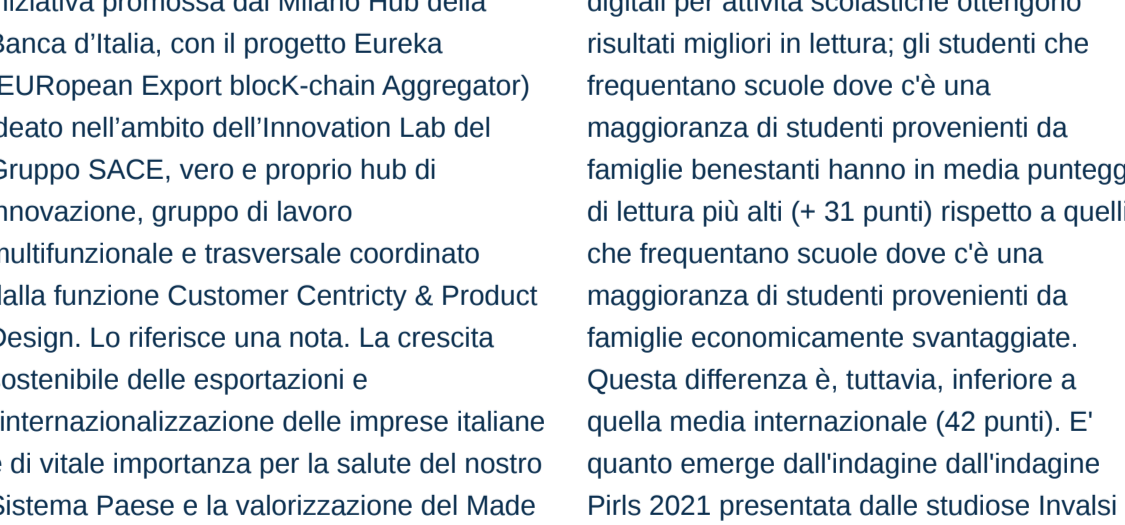 iniziativa promossa dal Milano Hub della
Banca d’Italia, con il progetto Eureka
(EURopean Export blocK-chain Aggregator)
ideato nell’ambito dell’Innovation Lab del
Gruppo SACE, vero e proprio hub di
innovazione, gruppo di lavoro
multifunzionale e trasversale coordinato
dalla funzione Customer Centricty & Product
Design. Lo riferisce una nota. La crescita
sostenibile delle esportazioni e
internazionalizzazione delle imprese italiane
è di vitale importanza per la salute del nostro
Sistema Paese e la valorizzazione del Made
digitali per attività scolastiche ottengono
risultati migliori in lettura; gli studenti che
frequentano scuole dove c'è una
maggioranza di studenti provenienti da
famiglie benestanti hanno in media puntegg
di lettura più alti (+ 31 punti) rispetto a quelli
che frequentano scuole dove c'è una
maggioranza di studenti provenienti da
famiglie economicamente svantaggiate.
Questa differenza è, tuttavia, inferiore a
quella media internazionale (42 punti). E'
quanto emerge dall'indagine dall'indagine
Pirls 2021 presentata dalle studiose Invalsi